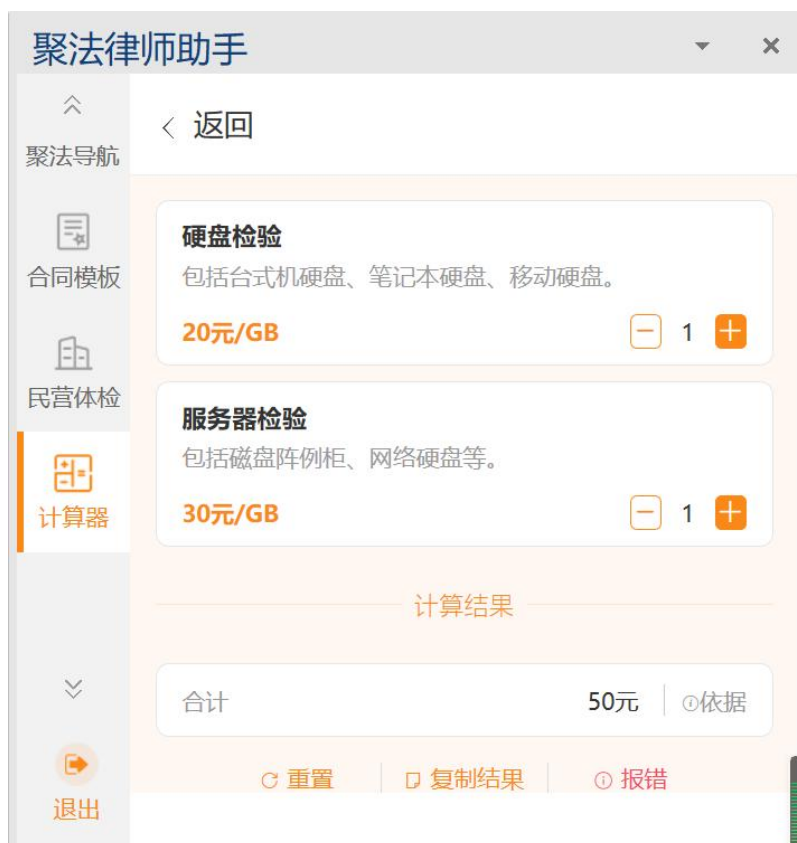 聚法律师助手
聚法导航
返回
合同模板
民营体检
计算器
退出
硬盘检验
包括台式机硬盘、笔记本硬盘、移动硬盘。
20元/GB
1
服务器检验
包括磁盘阵例柜、网络硬盘等。
30元/GB
1
计算结果
合计 50元 依据
重置 复制结果 报错